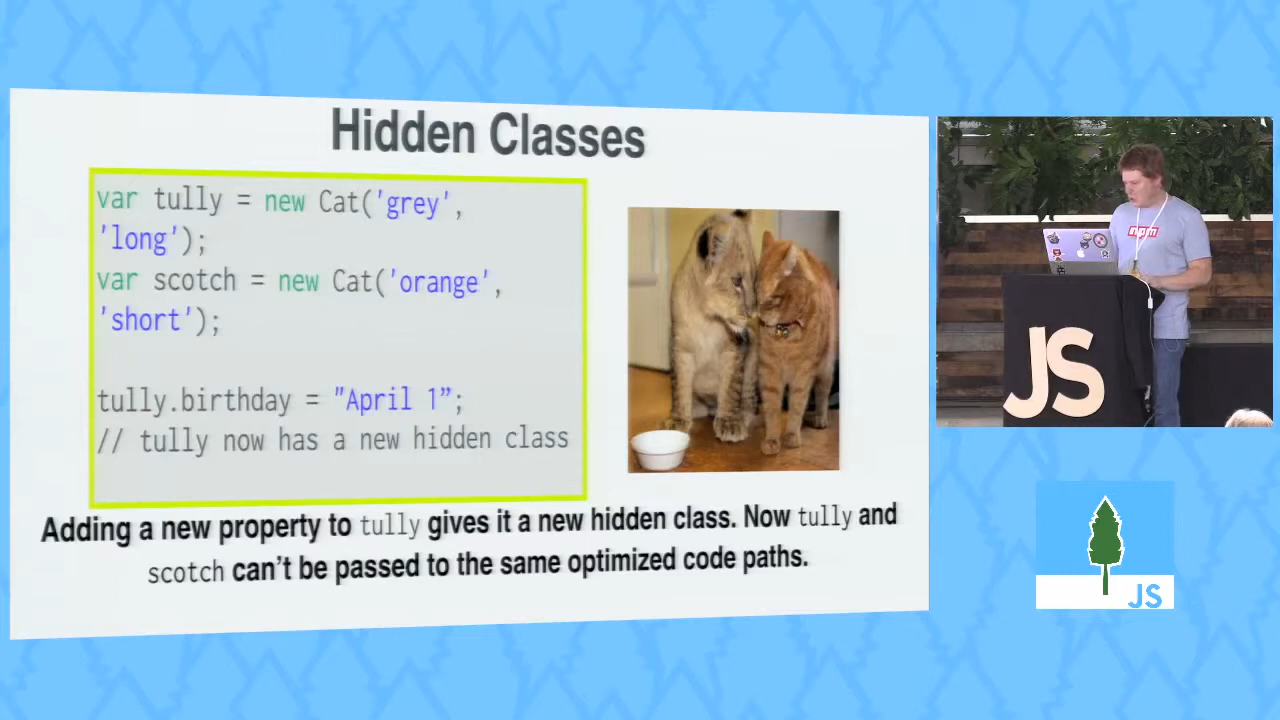 Hidden Classes
var tully = new Cat('grey',
'long');
var scotch = new Cat('orange',
'short');
tully.birthday = "April 1”;
// tully now has a new hidden class
Adding a new property to tully gives it a new hidden class. Now tully and
scotch can’t be passed to the same optimized code paths.
npm
JS
JS